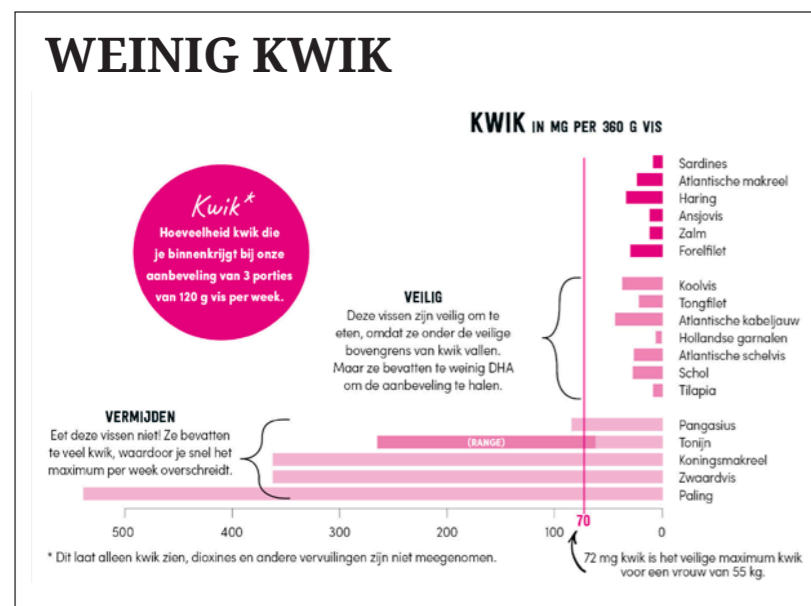 WEINIG KWIK
KWIK IN MG PER 360 G VIS
Kwik*
Hoeveelheid kwik die
je binnenkrijgt bij onze
aanbeveling van 3 porties
van 120 g vis per week.
Sardines
Atlantische makreel
Haring
Ansjovis
Zalm
Forelfilet
VEILIG
Deze vissen zijn veilig om te
eten, omdat ze onder de veilige
bovengrens van kwik vallen.
Maar ze bevatten te weinig DHA
om de aanbeveling te halen.
Koolvis
Tongfilet
Atlantische kabeljauw
Hollandse garnalen
Atlantische schelvis
Schol
Tilapia
VERMIJDEN
Eet deze vissen niet! Ze bevatten
te veel kwik, waardoor je snel het
maximum per week overschreidt.
Pangasius
(RANGE)
Tonijn
Koningsmakreel
Zwaardvis
Paling
500 400 300 200 100 70 0
* Dit laat alleen kwik zien, dioxines en andere vervuilingen zijn niet meegenomen.
72 mg kwik is het veilige maximum kwik
voor een vrouw van 55 kg.